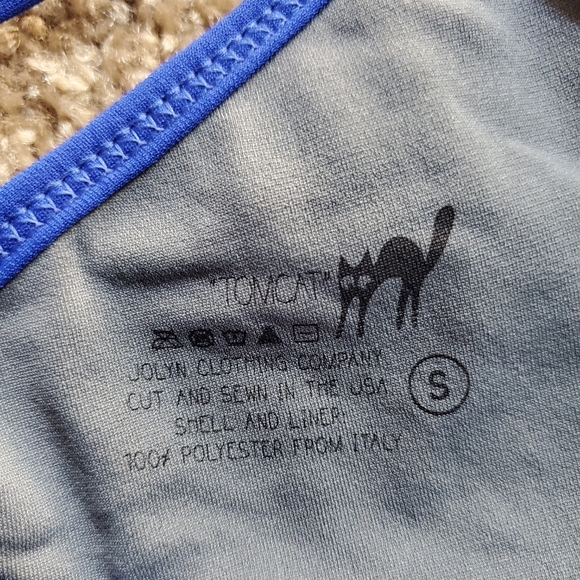 "TOMCAT"
JOLYN CLOTHING COMPANY
CUT AND SEWN IN THE USA
S
SHELL AND LINER:
100% POLYESTER FROM ITALY